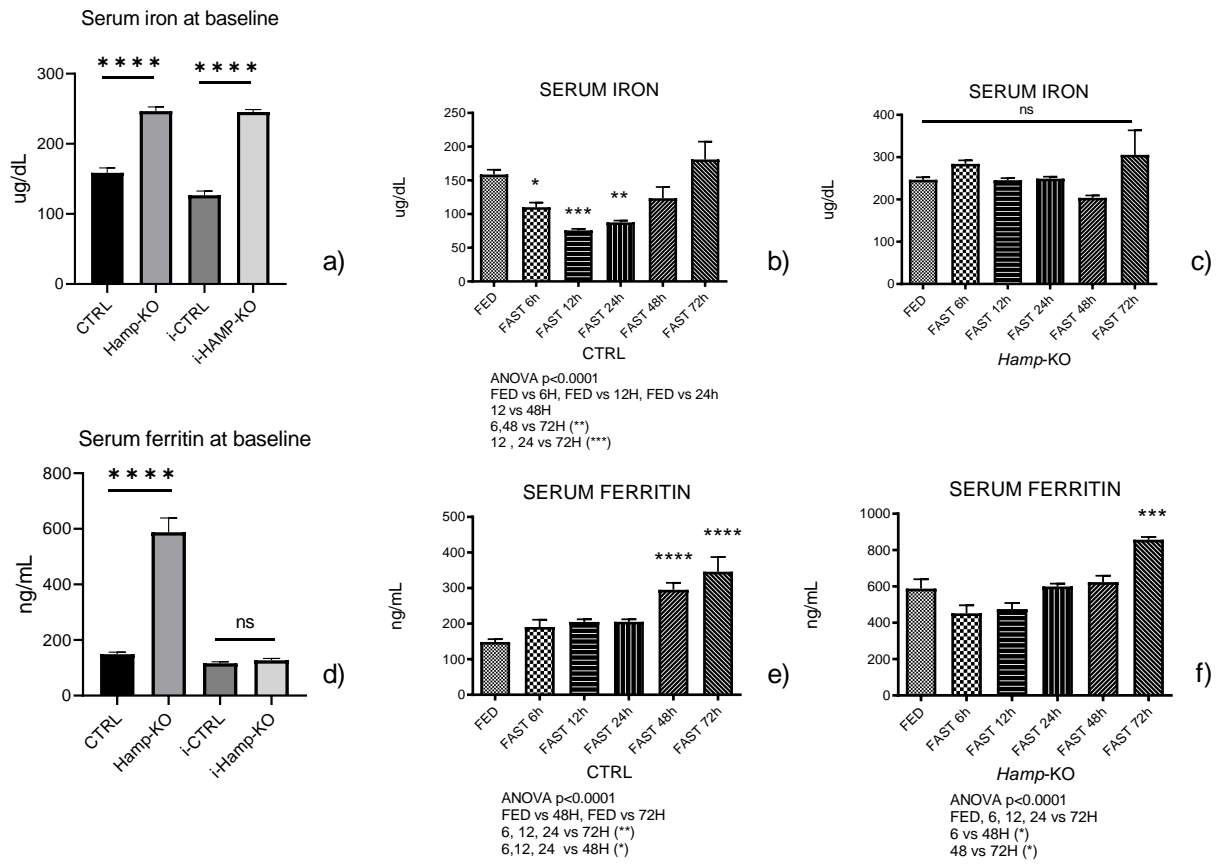 Serum iron at baseline
**** ****
300
200
100
0
ug/dL
CTRL
Hamp-KO
i-CTRL
i-HAMP-KO
a)
SERUM IRON
250
200
150
100
50
0
ug/dL
*
***
**
FED
FAST 6h
FAST 12h
FAST 24h
FAST 48h
FAST 72h
CTRL
b)
ANOVA p<0.0001
FED vs 6H, FED vs 12H, FED vs 24h
12 vs 48H
6,48 vs 72H (**)
12 , 24 vs 72H (***)
SERUM IRON
ns
400
300
200
100
0
ug/dL
FED
FAST 6h
FAST 12h
FAST 24h
FAST 48h
FAST 72h
Hamp-KO
c)
Serum ferritin at baseline
****
ns
800
600
400
200
0
ng/mL
CTRL
Hamp-KO
i-CTRL
i-Hamp-KO
d)
SERUM FERRITIN
500
400
300
200
100
0
ng/mL
****
****
FED
FAST 6h
FAST 12h
FAST 24h
FAST 48h
FAST 72h
CTRL
e)
ANOVA p<0.0001
FED vs 48H, FED vs 72H
6, 12, 24 vs 72H (**)
6,12, 24 vs 48H (*)
SERUM FERRITIN
1000
800
600
400
200
0
ng/mL
***
FED
FAST 6h
FAST 12h
FAST 24h
FAST 48h
FAST 72h
Hamp-KO
f)
ANOVA p<0.0001
FED, 6, 12, 24 vs 72H
6 vs 48H (*)
48 vs 72H (*)